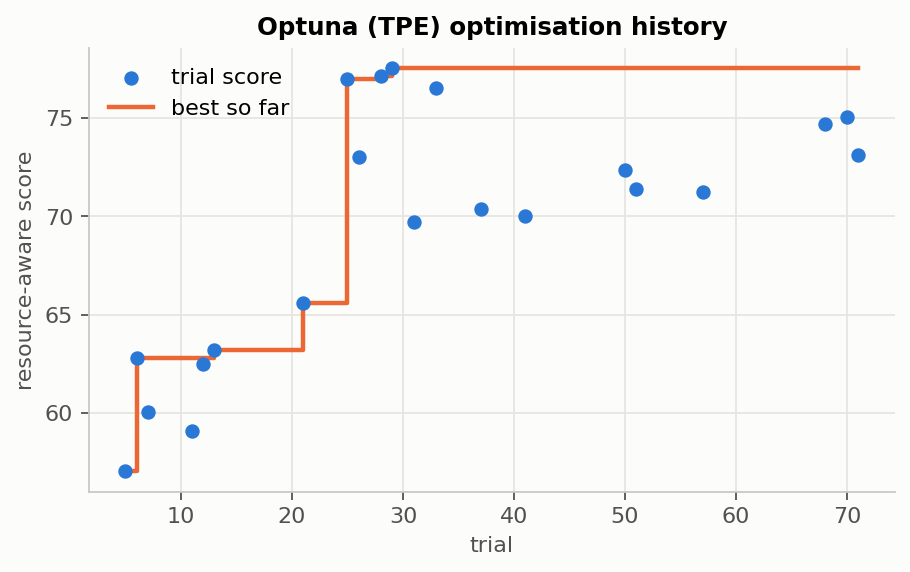 Optuna (TPE) optimisation history
trial score
best so far
resource-aware score
75
70
65
60
10 20 30 40 50 60 70
trial